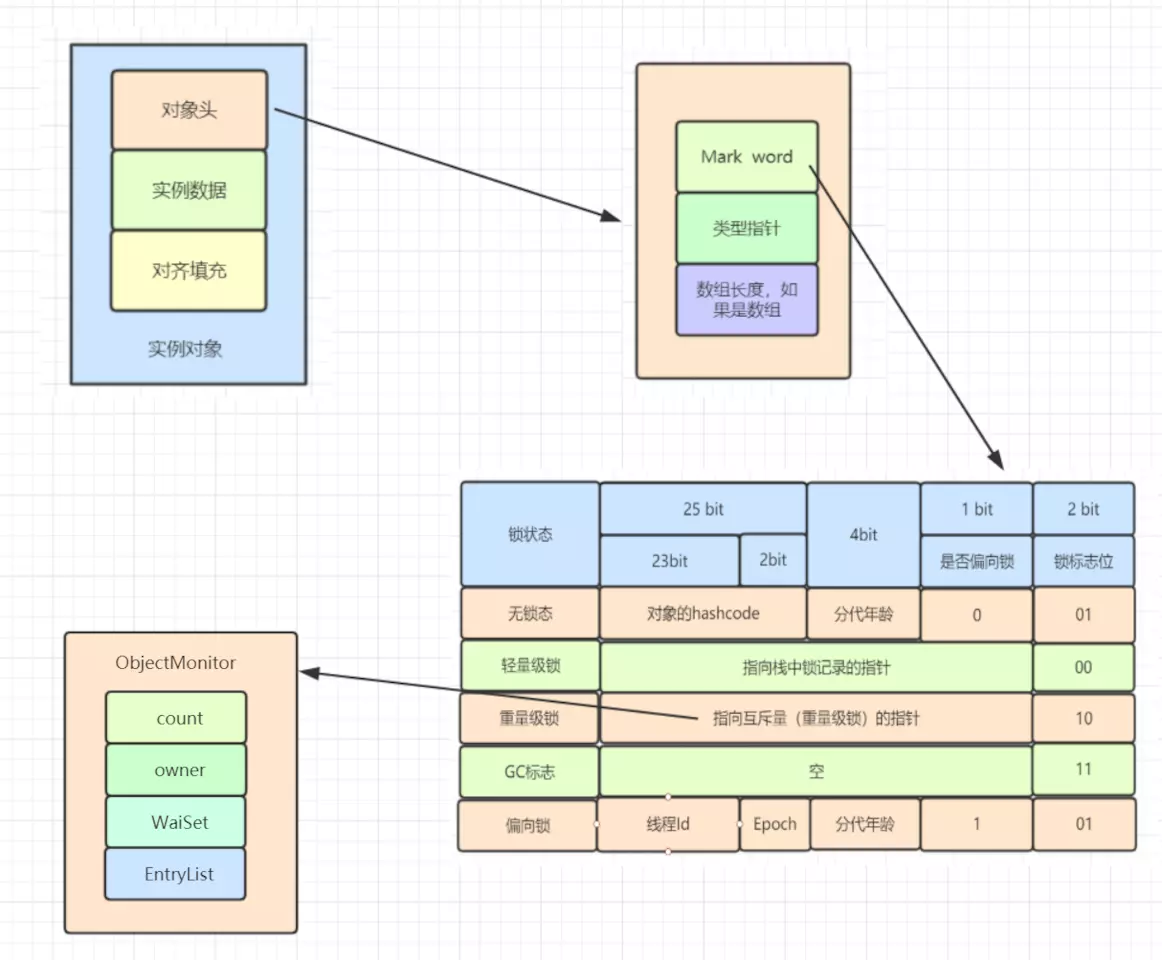 对象头
实例数据
对齐填充
实例对象
Mark word
类型指针
数组长度，如
果是数组
锁状态
25 bit
4bit
1 bit
2 bit
23bit
2bit
是否偏向锁
锁标志位
无锁态
对象的hashcode
分代年龄
0
01
轻量级锁
指向栈中锁记录的指针
00
重量级锁
指向互斥量（重量级锁）的指针
10
GC标志
空
11
偏向锁
线程Id
Epoch
分代年龄
1
01
ObjectMonitor
count
owner
WaiSet
EntryList